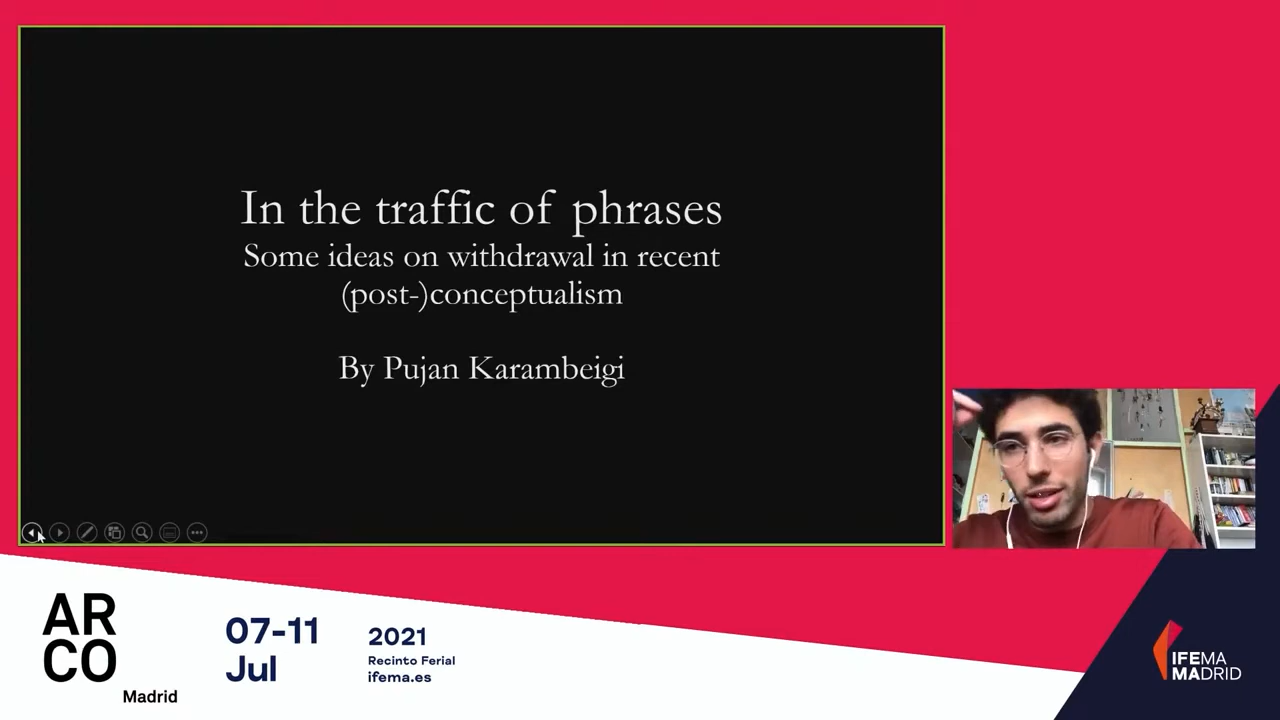 In the traffic of phrases
Some ideas on withdrawal in recent
(post-)conceptualism
By Pujan Karambeigi
AR
CO
Madrid
07-11
Jul
2021
Recinto Ferial
ifema.es
IFEMA
MADRID